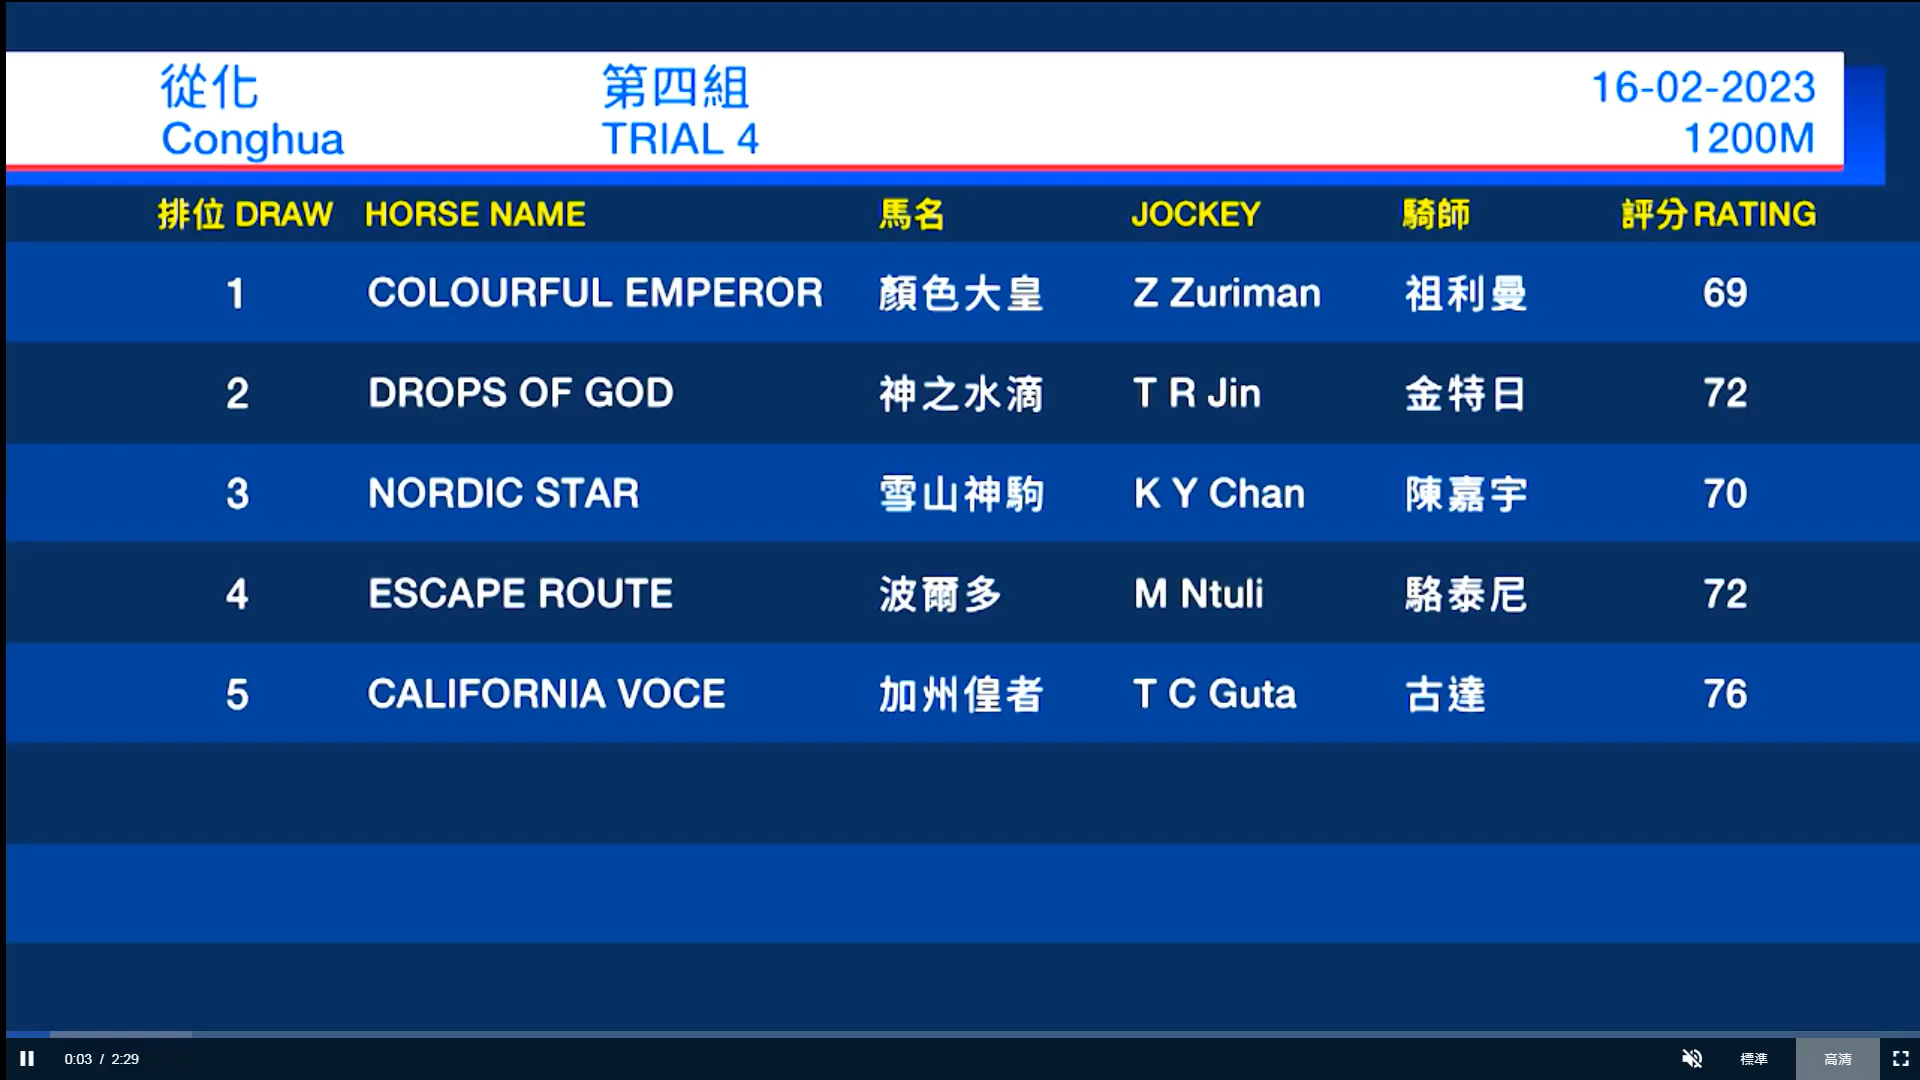 從化 第四組 16-02-2023
Conghua TRIAL 4 1200M
排位 DRAW HORSE NAME 馬名 JOCKEY 騎師 評分 RATING
1 COLOURFUL EMPEROR 顏色大皇 Z Zuriman 祖利曼 69
2 DROPS OF GOD 神之水滴 T R Jin 金特日 72
3 NORDIC STAR 雪山神駒 K Y Chan 陳嘉宇 70
4 ESCAPE ROUTE 波爾多 M Ntuli 駱泰尼 72
5 CALIFORNIA VOCE 加州偟者 T C Guta 古達 76
0:03 / 2:29 標準 高清